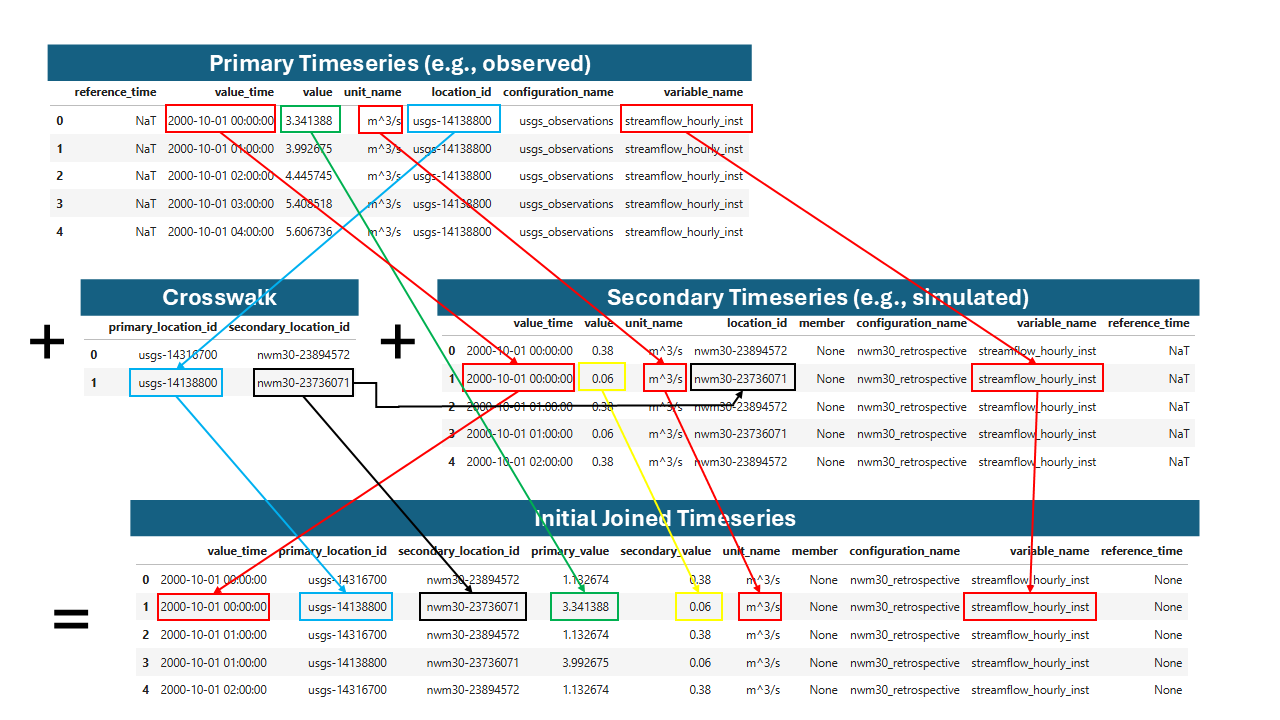 Primary Timeseries (e.g., observed)
reference_time value_time value unit_name location_id configuration_name variable_name
0 NaT 2000-10-01 00:00:00 3.341388 m^3/s usgs-14138800 usgs_observations streamflow_hourly_inst
1 NaT 2000-10-01 01:00:00 3.992675 m^3/s usgs-14138800 usgs_observations streamflow_hourly_inst
2 NaT 2000-10-01 02:00:00 4.445745 m^3/s usgs-14138800 usgs_observations streamflow_hourly_inst
3 NaT 2000-10-01 03:00:00 5.408518 m^3/s usgs-14138800 usgs_observations streamflow_hourly_inst
4 NaT 2000-10-01 04:00:00 5.606736 m^3/s usgs-14138800 usgs_observations streamflow_hourly_inst
+
Crosswalk
primary_location_id secondary_location_id
0 usgs-14316700 nwm30-23894572
1 usgs-14138800 nwm30-23736071
+
Secondary Timeseries (e.g., simulated)
value_time value unit_name location_id member configuration_name variable_name reference_time
0 2000-10-01 00:00:00 0.38 m^3/s nwm30-23894572 None nwm30_retrospective streamflow_hourly_inst NaT
1 2000-10-01 00:00:00 0.06 m^3/s nwm30-23736071 None nwm30_retrospective streamflow_hourly_inst NaT
2 2000-10-01 01:00:00 0.38 m^3/s nwm30-23894572 None nwm30_retrospective streamflow_hourly_inst NaT
3 2000-10-01 01:00:00 0.06 m^3/s nwm30-23736071 None nwm30_retrospective streamflow_hourly_inst NaT
4 2000-10-01 02:00:00 0.38 m^3/s nwm30-23894572 None nwm30_retrospective streamflow_hourly_inst NaT
=
Initial Joined Timeseries
value_time primary_location_id secondary_location_id primary_value secondary_value unit_name member configuration_name variable_name reference_time
0 2000-10-01 00:00:00 usgs-14316700 nwm30-23894572 1.132674 0.38 m^3/s None nwm30_retrospective streamflow_hourly_inst None
1 2000-10-01 00:00:00 usgs-14138800 nwm30-23736071 3.341388 0.06 m^3/s None nwm30_retrospective streamflow_hourly_inst None
2 2000-10-01 01:00:00 usgs-14316700 nwm30-23894572 1.132674 0.38 m^3/s None nwm30_retrospective streamflow_hourly_inst None
3 2000-10-01 01:00:00 usgs-14138800 nwm30-23736071 3.992675 0.06 m^3/s None nwm30_retrospective streamflow_hourly_inst None
4 2000-10-01 02:00:00 usgs-14316700 nwm30-23894572 1.132674 0.38 m^3/s None nwm30_retrospective streamflow_hourly_inst None